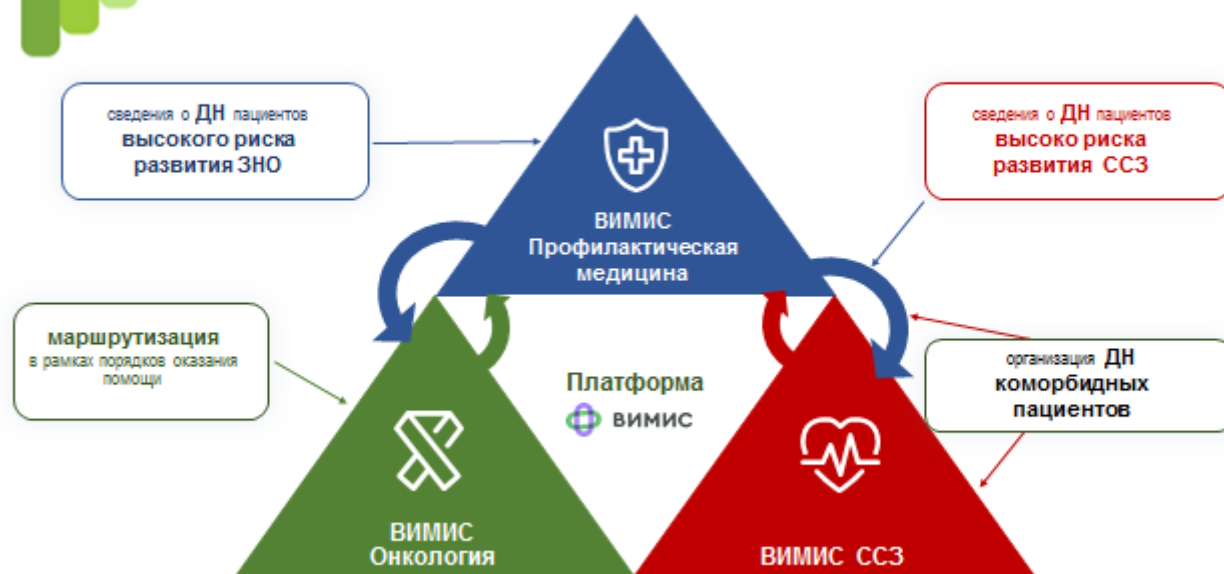 сведения о ДН пациентов
высокого риска
развития ЗНО
сведения о ДН пациентов
высоко риска
развития ССЗ
ВИМИС
Профилактическая
медицина
маршрутизация
в рамках порядков оказания
помощи
Платформа
ВИМИС
организация ДН
коморбидных
пациентов
ВИМИС
Онкология
ВИМИС ССЗ